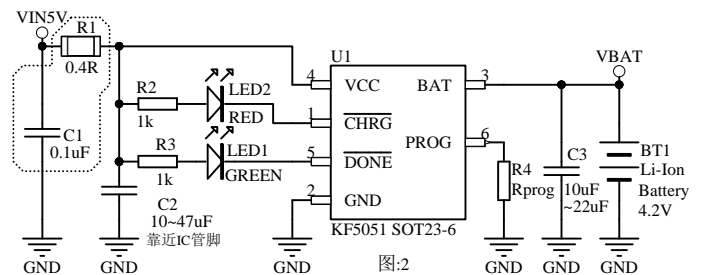 VIN5V
R1
0.4R
C1
0.1uF
R2
1k
LED2
RED
R3
1k
LED1
GREEN
C2
10~47uF
靠近IC管脚
GND
GND
U1
4
VCC
1
CHRG
5
DONE
2
GND
BAT
3
PROG
6
KF5051 SOT23-6
GND
图:2
R4
Rprog
GND
C3
10uF
~22uF
GND
VBAT
BT1
Li-Ion
Battery
4.2V
GND